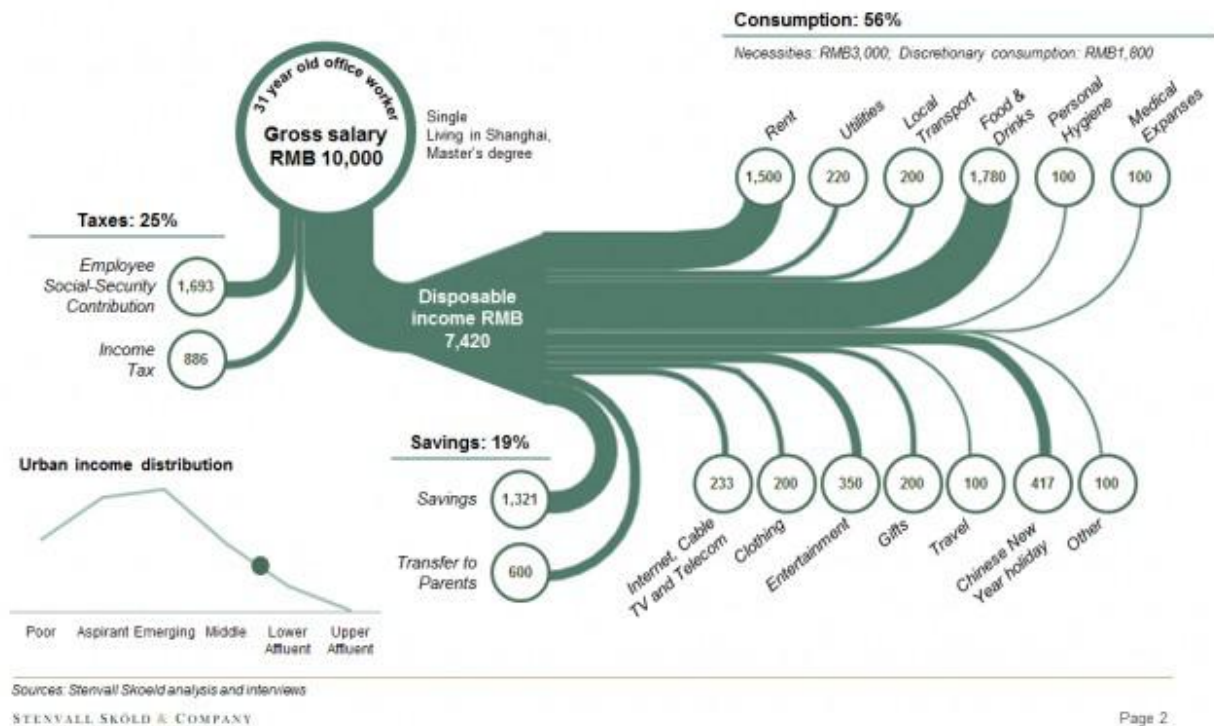 Consumption: 56%
Necessities: RMB3,000; Discretionary consumption: RMB1,800
31 year old office worker
Gross salary
RMB 10,000
Single
Living in Shanghai,
Master's degree
Rent
Utilities
Local
Transport
Food &
Drinks
Personal
Hygiene
Medical
Expanses
1,500
220
200
1,780
100
100
Taxes: 25%
Employee
Social-Security
Contribution
1,693
Income
Tax
886
Disposable
income RMB
7,420
Savings: 19%
Savings
1,321
Transfer to
Parents
600
233
200
350
200
100
417
100
Internet, Cable
TV and Telecom
Clothing
Entertainment
Gifts
Travel
Chinese New
Year holiday
Other
Urban income distribution
Poor
Aspirant
Emerging
Middle
Lower
Affluent
Upper
Affluent
Sources: Stenvall Skoeld analysis and interviews
STENVALL SKÖLD & COMPANY
Page 2